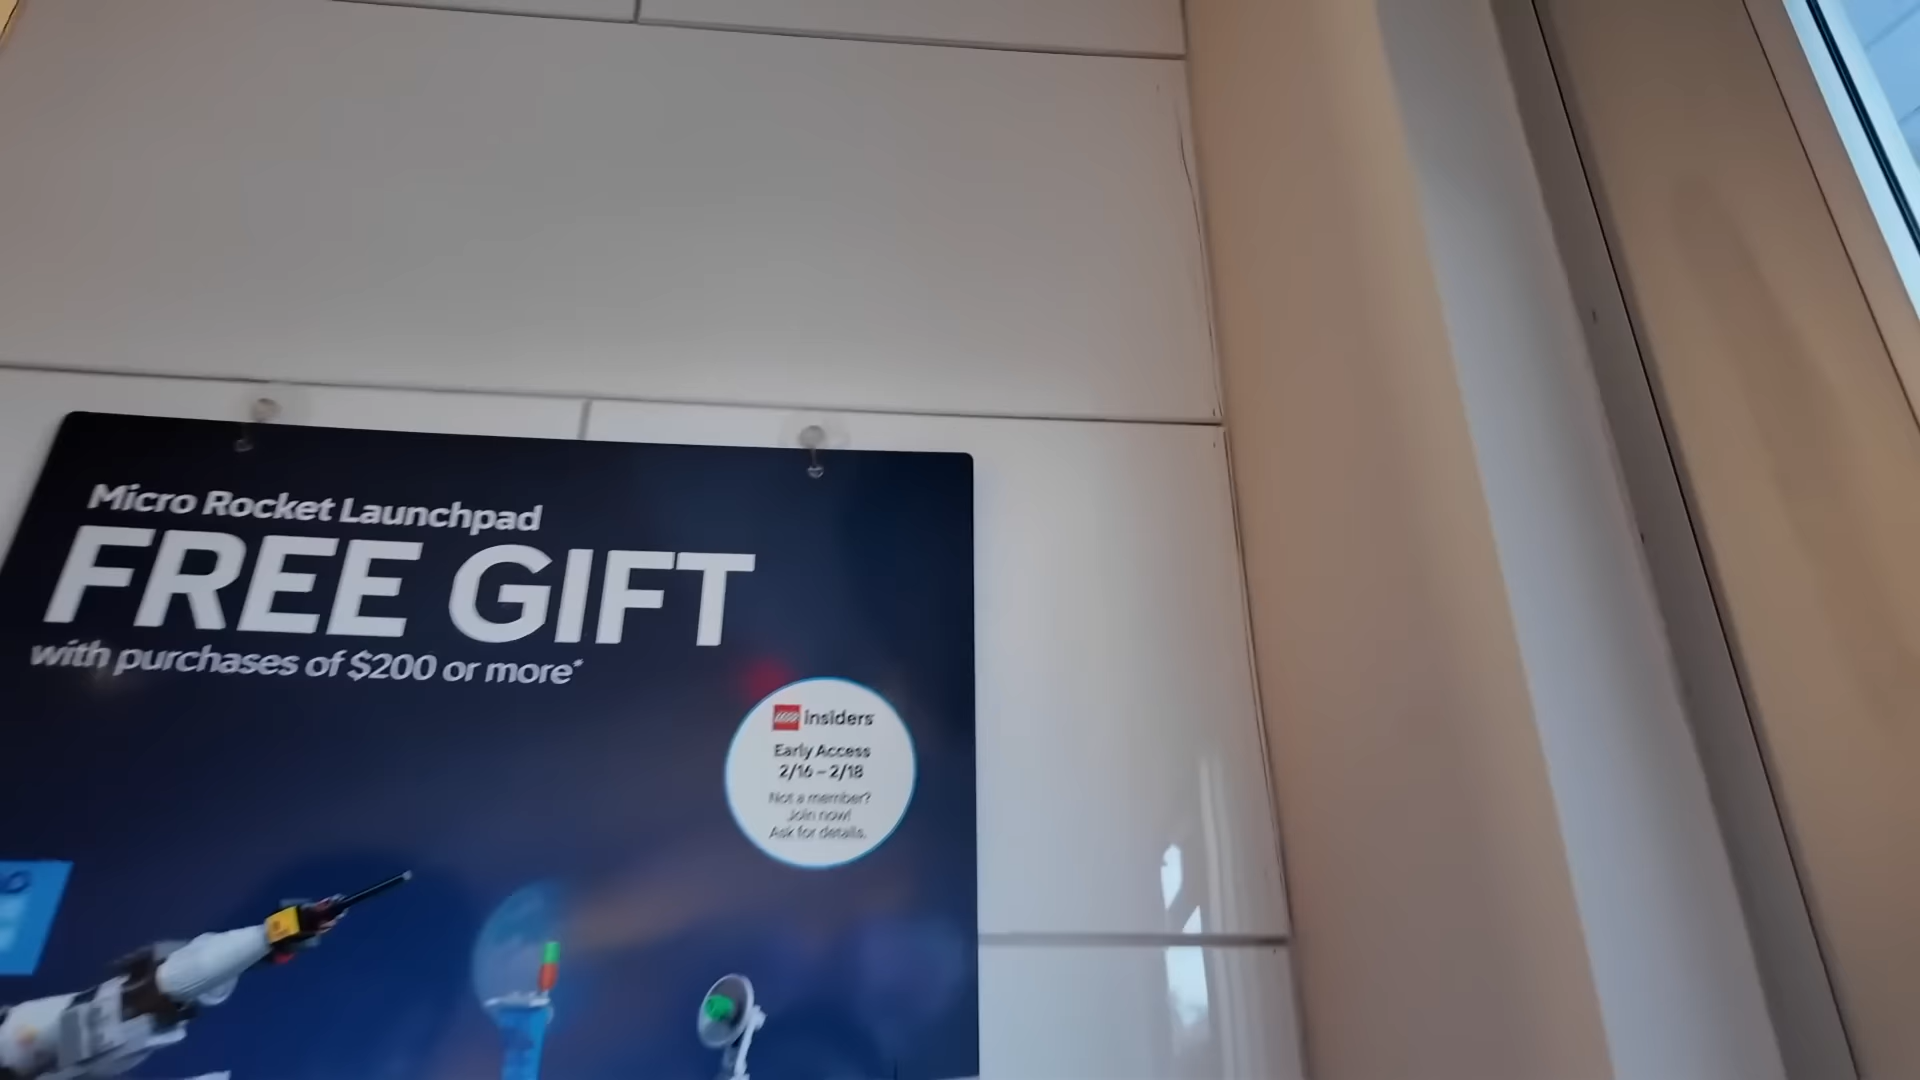 Micro Rocket Launchpad
FREE GIFT
with purchases of $200 or more*
LEGO insiders
Early Access
2/16 – 2/18
Not a member?
Join now!
Ask for details.